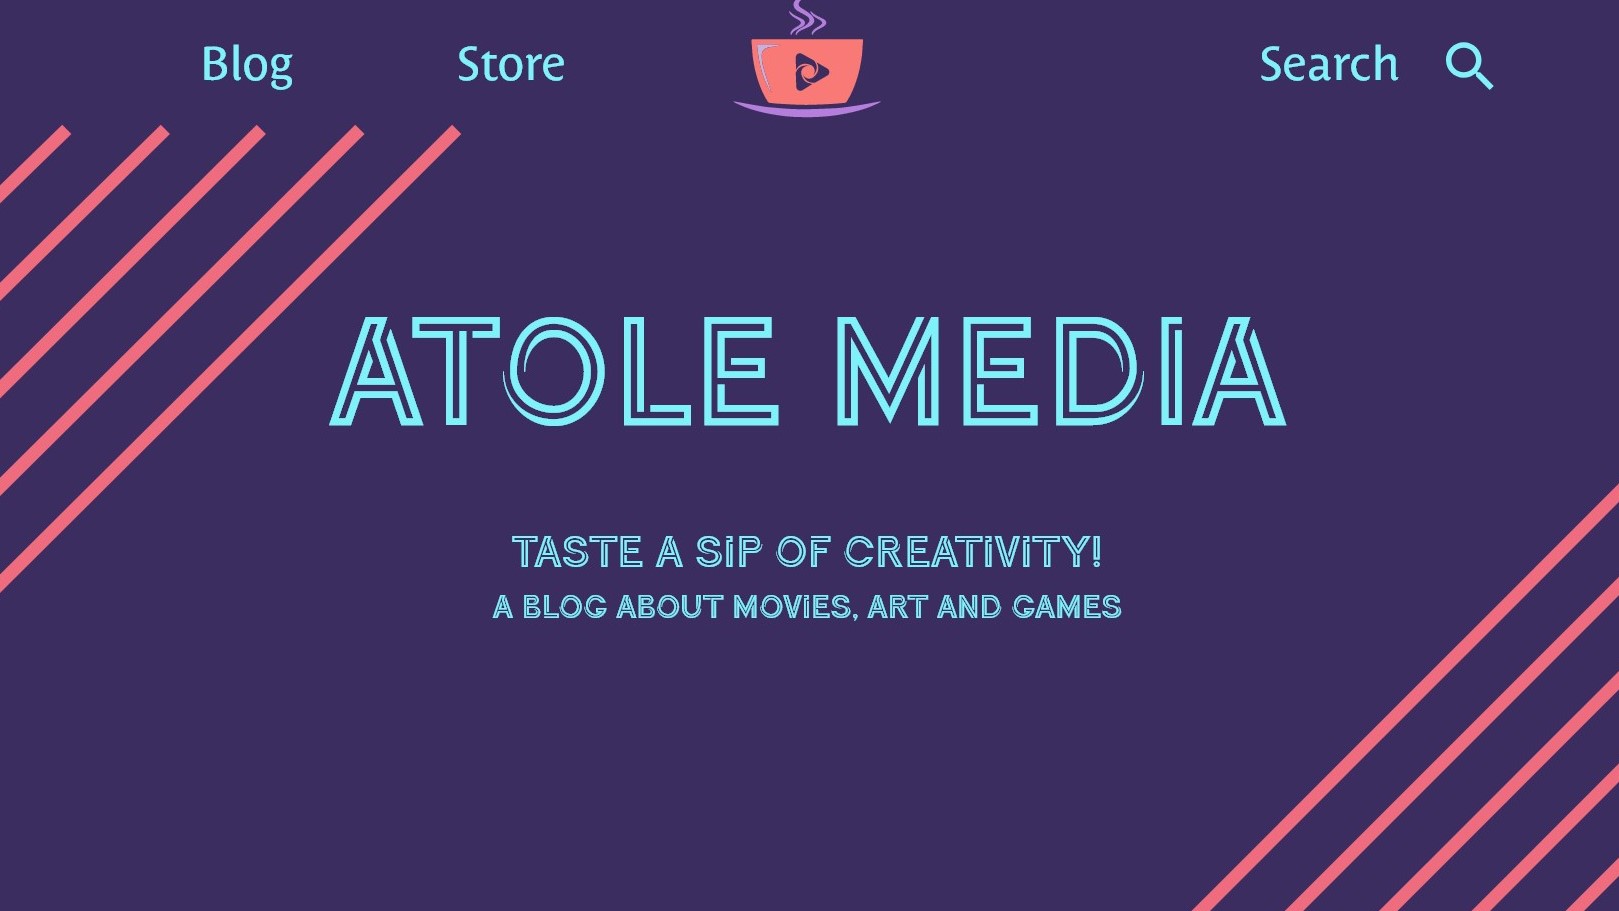 Blog Store Search
ATOLE MEDIA
TASTE A SiP OF CREATiViTY!
A BLOG ABOUT MOViES, ART AND GAMES